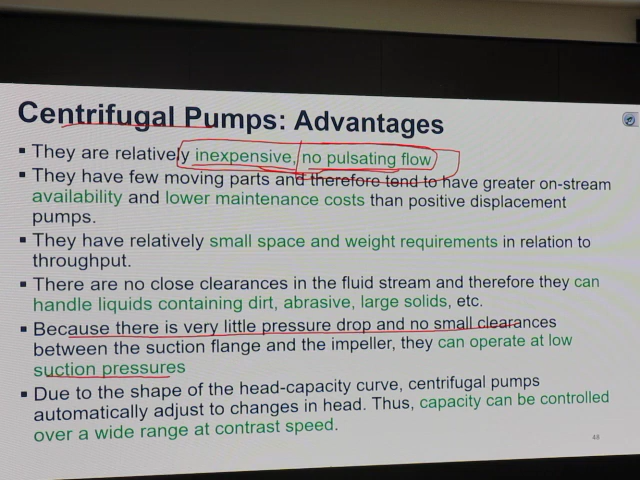 Centrifugal Pumps: Advantages
▪ They are relatively inexpensive, no pulsating flow
▪ They have few moving parts and therefore tend to have greater on-stream
availability and lower maintenance costs than positive displacement
pumps.
▪ They have relatively small space and weight requirements in relation to
throughput.
▪ There are no close clearances in the fluid stream and therefore they can
handle liquids containing dirt, abrasive, large solids, etc.
▪ Because there is very little pressure drop and no small clearances
between the suction flange and the impeller, they can operate at low
suction pressures
▪ Due to the shape of the head-capacity curve, centrifugal pumps
automatically adjust to changes in head. Thus, capacity can be controlled
over a wide range at contrast speed.
48